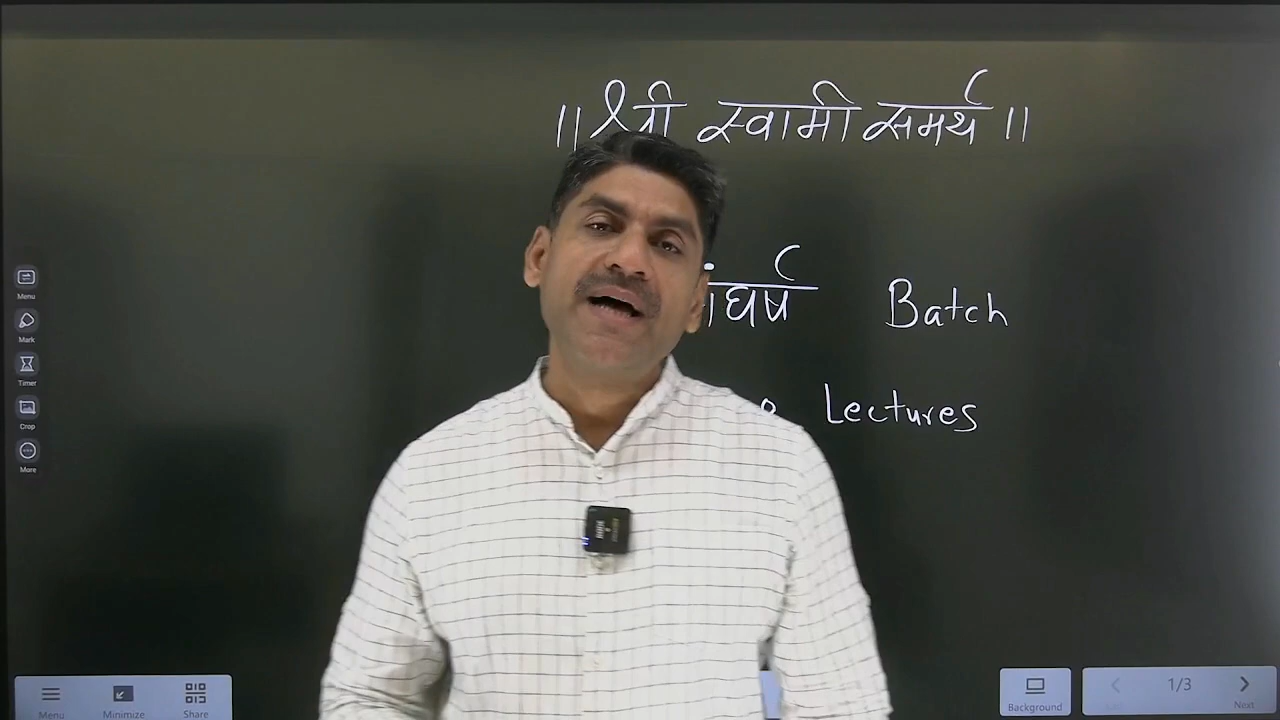 ॥ श्री स्वामी समर्थ ॥
Batch
Lectures
Menu
Mark
Timer
Crop
More
Menu Minimize Share
Background 1/3 Next